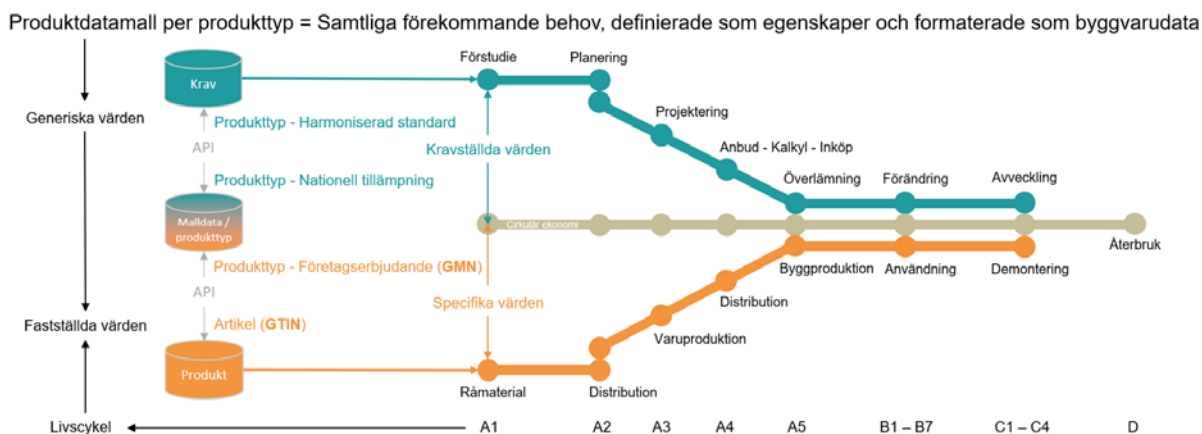 Produktdatamall per produkttyp = Samtliga förekommande behov, definierade som egenskaper och formaterade som byggvarudata
Förstudie
Planering
Krav
Projektering
Generiska värden
Produkttyp - Harmoniserad standard
API
Kravställda värden
Anbud - Kalkyl - Inköp
Produkttyp - Nationell tillämpning
Överlämning
Förändring
Avveckling
Malldata /
produkttyp
Cirkulär ekonomi
Återbruk
Produkttyp - Företagserbjudande (GMN)
Byggproduktion
Användning
Demontering
API
Specifika värden
Distribution
Fastställda värden
Artikel (GTIN)
Varuproduktion
Produkt
Råmaterial
Distribution
Livscykel
A1
A2
A3
A4
A5
B1 – B7
C1 – C4
D